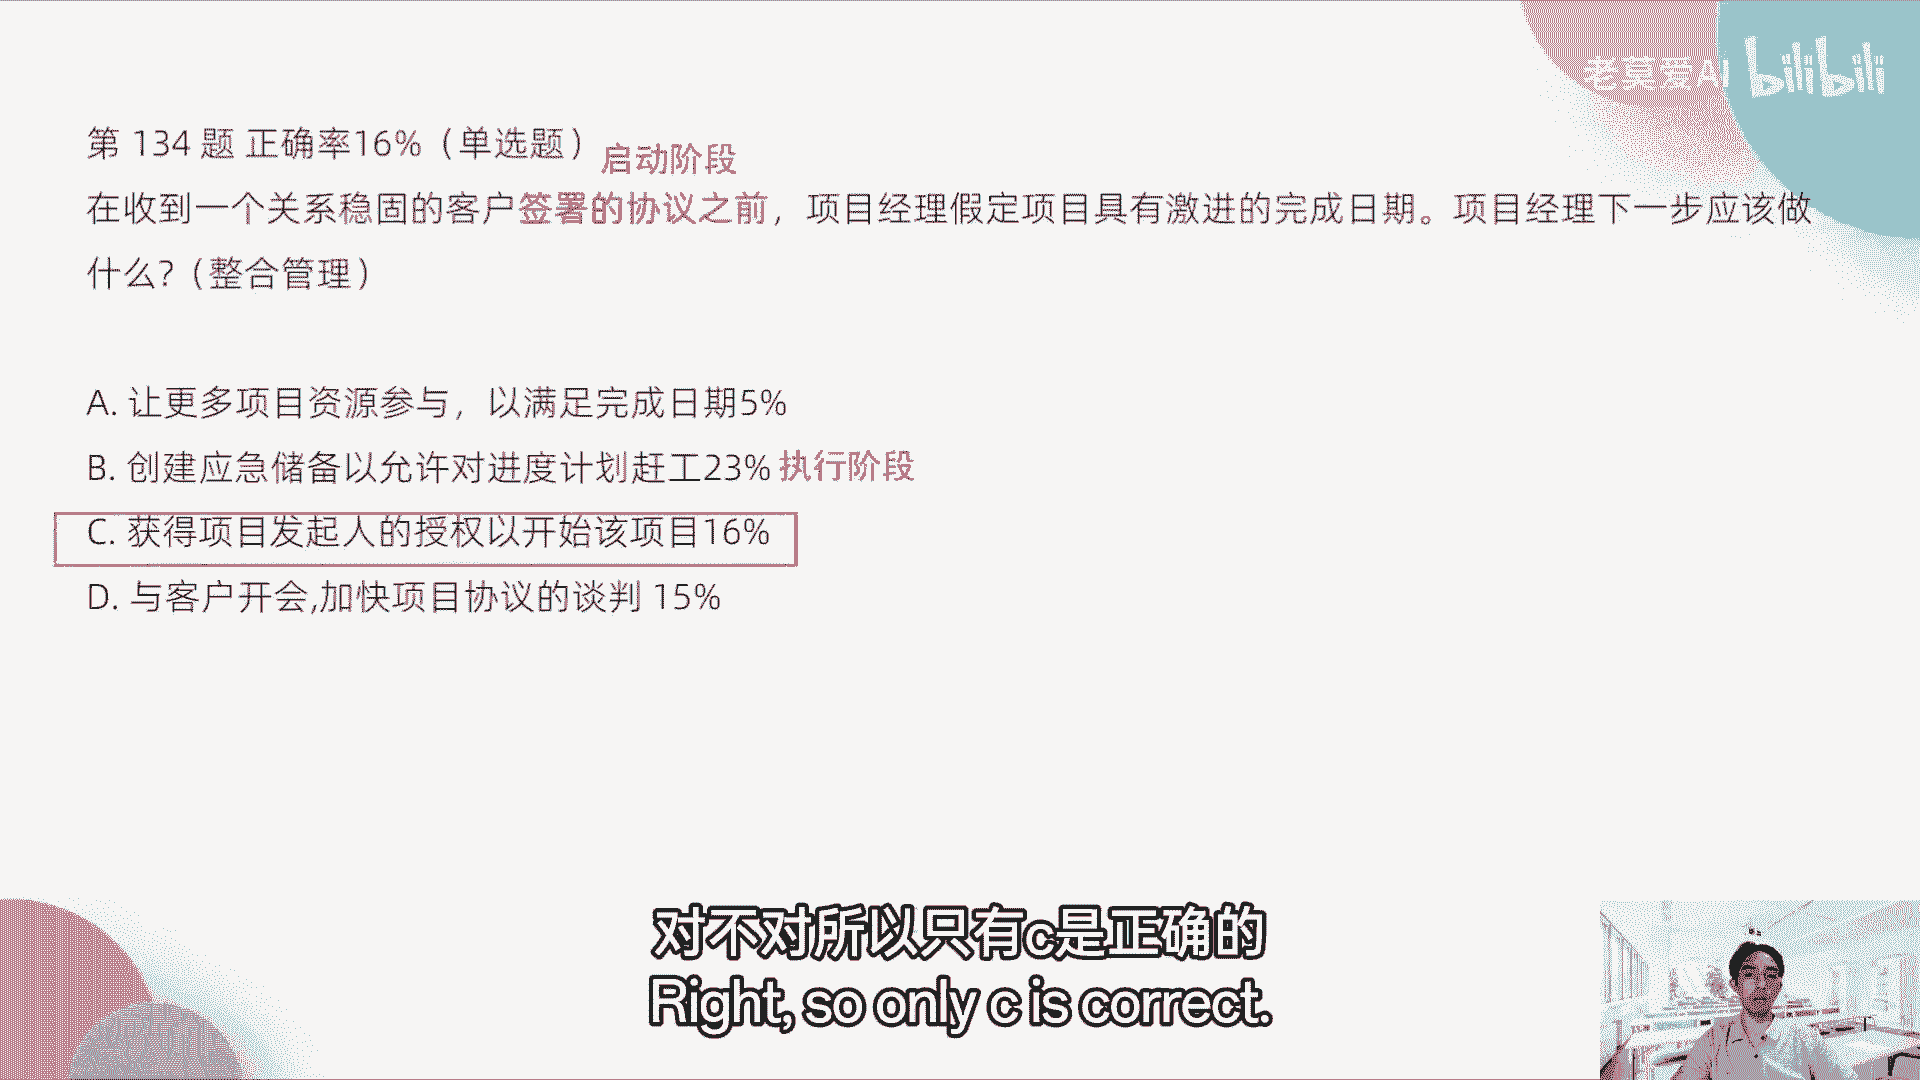 老莫爱AI bilibili
第 134 题 正确率16%（单选题）
启动阶段
在收到一个关系稳固的客户签署的协议之前，项目经理假定项目具有激进的完成日期。项目经理下一步应该做
什么?（整合管理）
A. 让更多项目资源参与，以满足完成日期5%
B. 创建应急储备以允许对进度计划赶工23% 执行阶段
C. 获得项目发起人的授权以开始该项目16%
D. 与客户开会,加快项目协议的谈判 15%
对不对所以只有c是正确的
Right, so only c is correct.